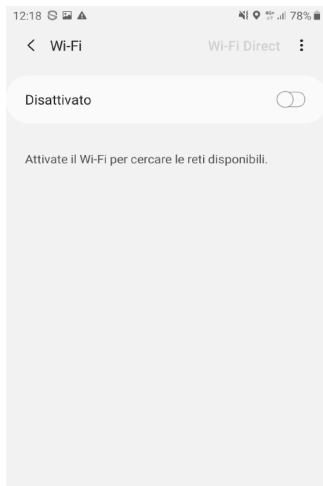 12:18 78%
Wi-Fi Wi-Fi Direct
Disattivato
Attivate il Wi-Fi per cercare le reti disponibili.